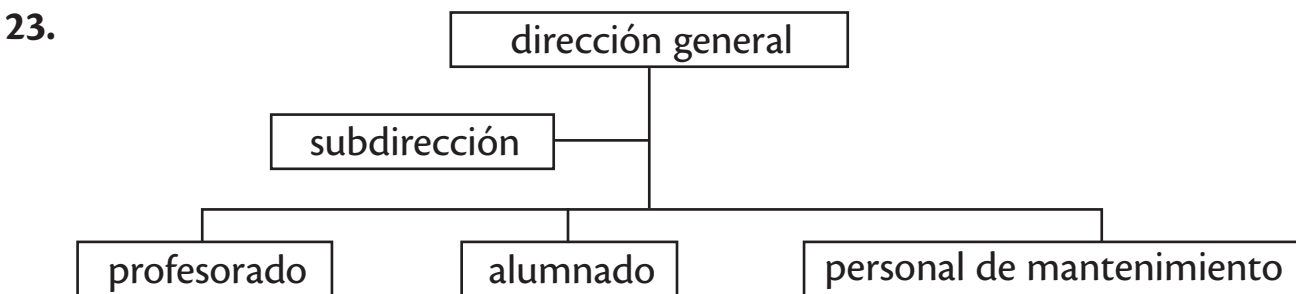 23.
dirección general
subdirección
profesorado
alumnado
personal de mantenimiento